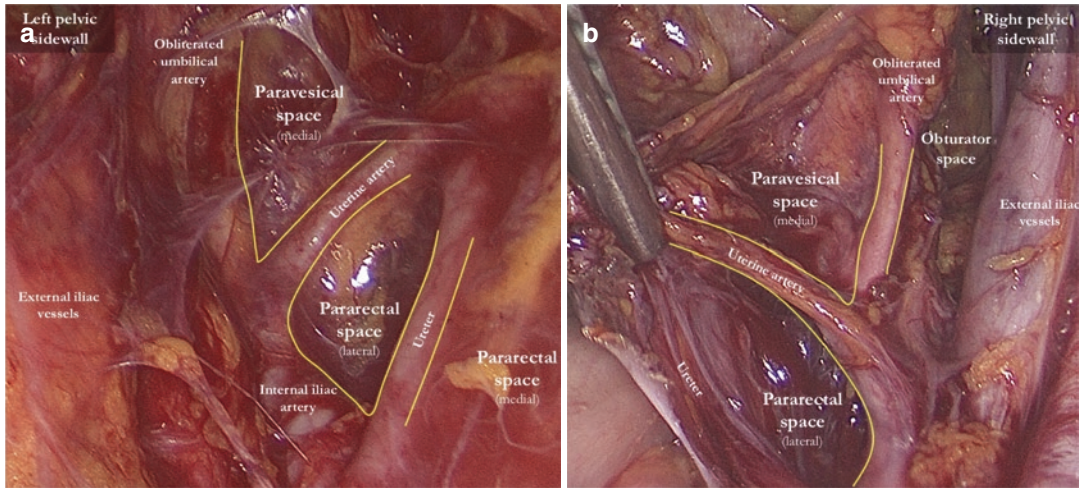 a
Left pelvic
sidewall
Obliterated
umbilical
artery
Paravesical
space
(medial)
Uterine artery
External iliac
vessels
Pararectal
space
(lateral)
Ureter
Pararectal
space
(medial)
Internal iliac
artery
b
Right pelvic
sidewall
Obliterated
umbilical
artery
Obturator
space
Paravesical
space
(medial)
External iliac
vessels
Uterine artery
Ureter
Pararectal
space
(lateral)